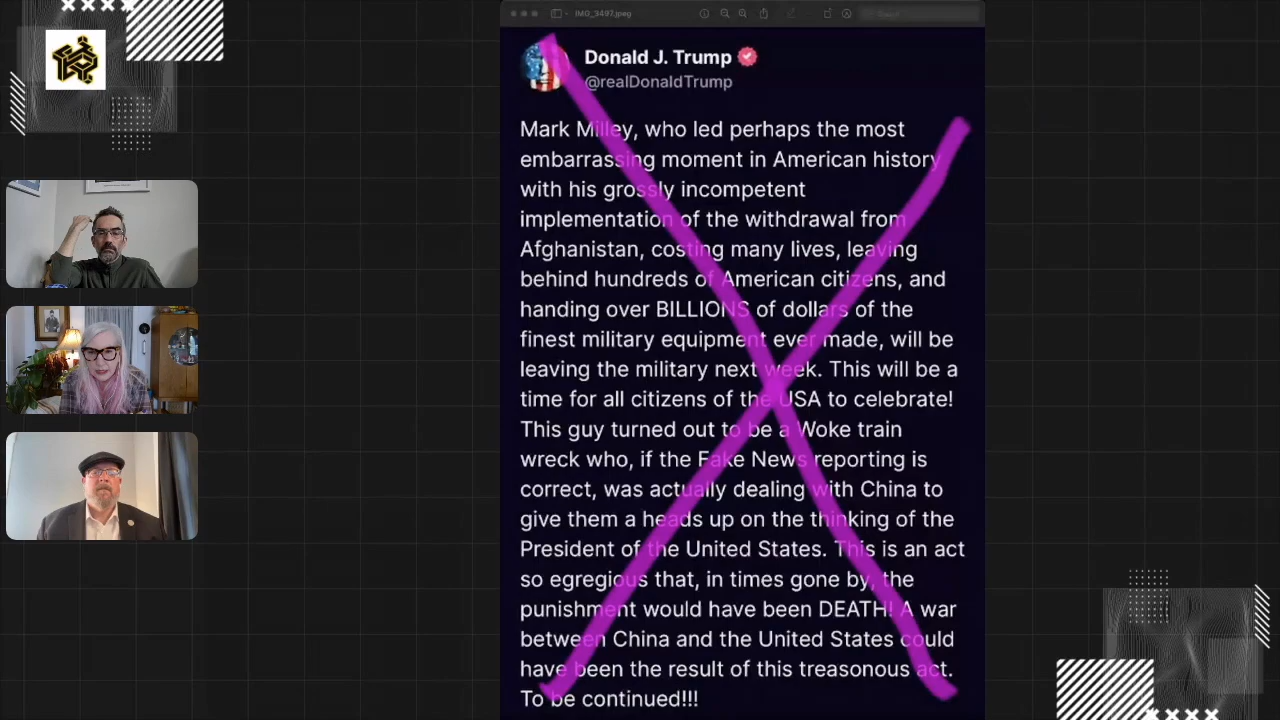 IMO_3497.jpeg
Donald J. Trump
@realDonaldTrump
Mark Milley, who led perhaps the most
embarrassing moment in American history
with his grossly incompetent
implementation of the withdrawal from
Afghanistan, costing many lives, leaving
behind hundreds of American citizens, and
handing over BILLIONS of dollars of the
finest military equipment ever made, will be
leaving the military next week. This will be a
time for all citizens of the USA to celebrate!
This guy turned out to be a Woke train
wreck who, if the Fake News reporting is
correct, was actually dealing with China to
give them a heads up on the thinking of the
President of the United States. This is an act
so egregious that, in times gone by, the
punishment would have been DEATH! A war
between China and the United States could
have been the result of this treasonous act.
To be continued!!!